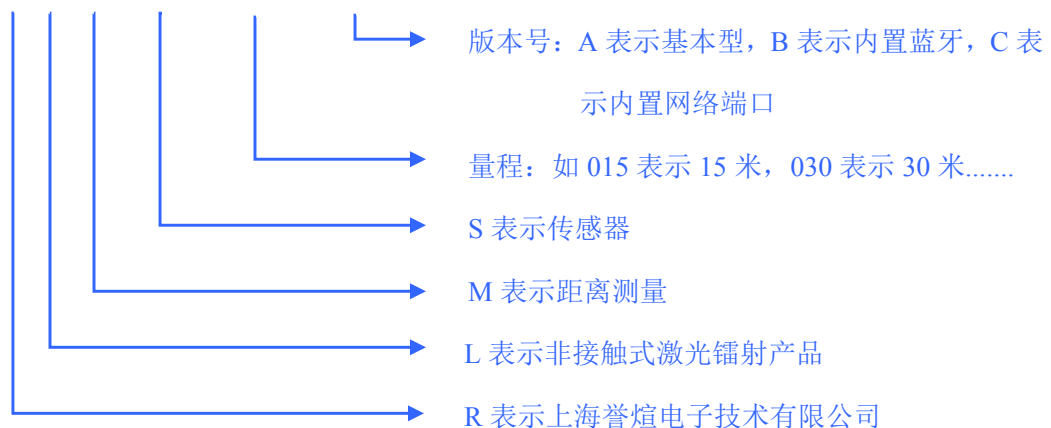 版本号：A 表示基本型，B 表示内置蓝牙，C 表
示内置网络端口
量程：如 015 表示 15 米，030 表示 30 米.......
S 表示传感器
M 表示距离测量
L 表示非接触式激光镭射产品
R 表示上海誉煊电子技术有限公司